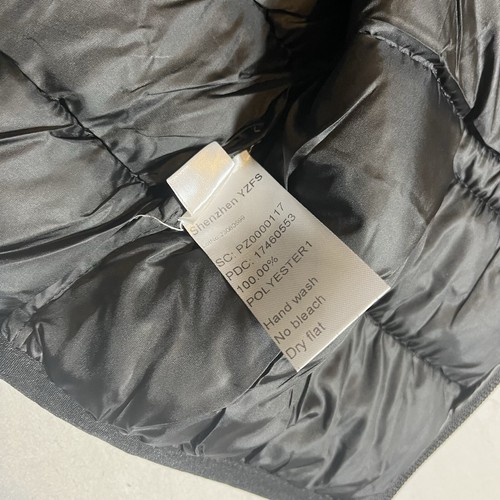 Shenzhen YZFS
SC: PZ0000117
PDC: 17460553
100.00%
POLYESTER1
Hand wash
No bleach
Dry flat